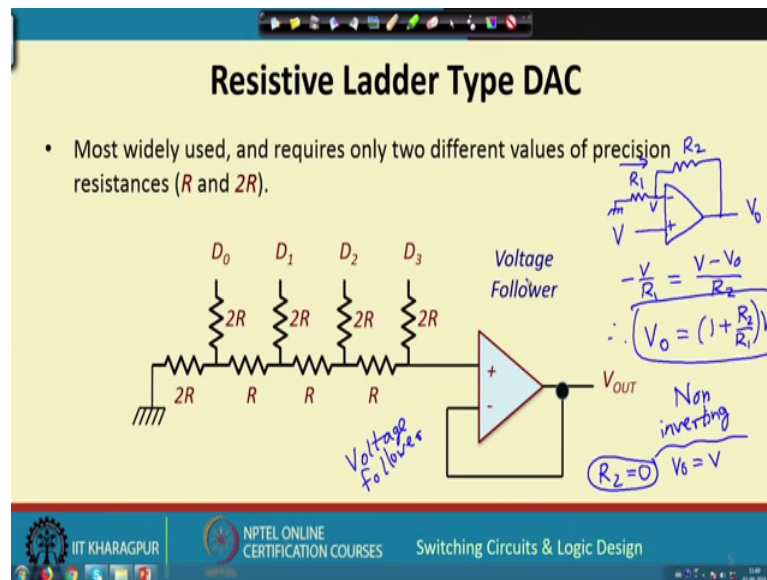 Resistive Ladder Type DAC
• Most widely used, and requires only two different values of precision
resistances (R and 2R).
R2
R1
V
V
V0
- +
-V/R1 = (V-V0)/R2
∴ V0 = (1+R2/R1)V
Non
inverting
R2=0 V0=V
D0 D1 D2 D3
Voltage
Follower
2R 2R 2R 2R
2R R R R
+
-
VOUT
Voltage
follower
IIT KHARAGPUR
NPTEL ONLINE
CERTIFICATION COURSES
Switching Circuits & Logic Design
5